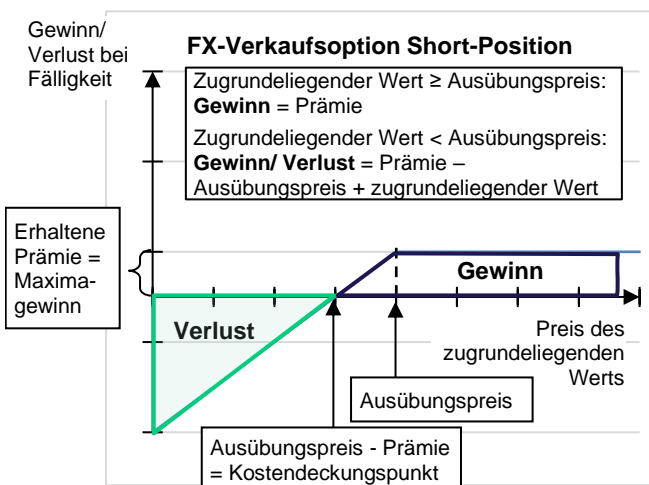 Gewinn/
Verlust bei
Fälligkeit
FX-Verkaufsoption Short-Position
Zugrundeliegender Wert ≥ Ausübungspreis:
Gewinn = Prämie
Zugrundeliegender Wert < Ausübungspreis:
Gewinn/ Verlust = Prämie –
Ausübungspreis + zugrundeliegender Wert
Erhaltene
Prämie =
Maxima-
gewinn
Gewinn
Verlust
Preis des
zugrundeliegenden
Werts
Ausübungspreis
Ausübungspreis - Prämie
= Kostendeckungspunkt